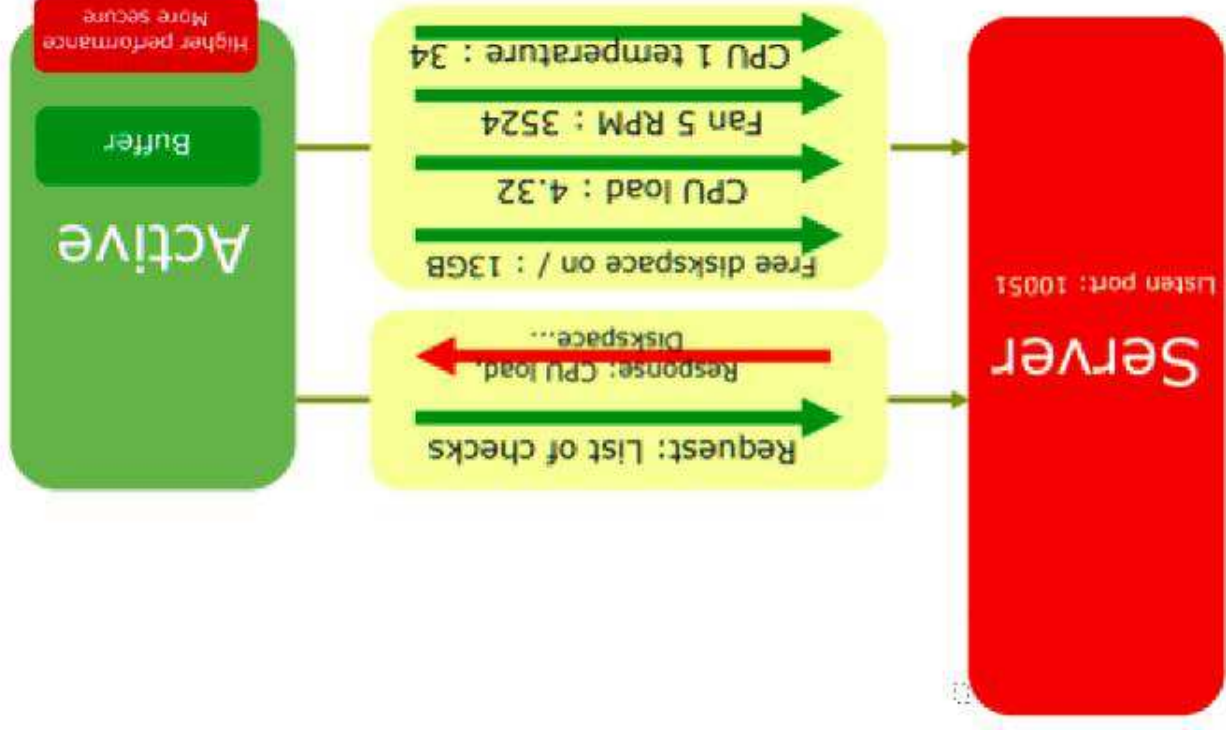 Server
Listen port: 10051
Request: List of checks
Response: CPU load,
Diskspace...
Free diskspace on / : 13GB
CPU load : 4.32
Fan 5 RPM : 3524
CPU 1 temperature : 34
Active
Buffer
Higher performance
More secure